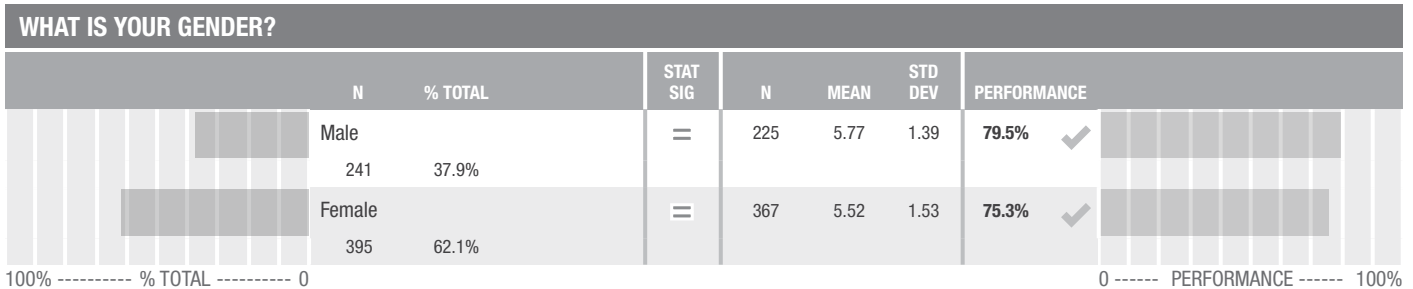 WHAT IS YOUR GENDER?
N % TOTAL STAT SIG N MEAN STD DEV PERFORMANCE
Male = 225 5.77 1.39 79.5%
241 37.9%
Female = 367 5.52 1.53 75.3%
395 62.1%
100% ---------- % TOTAL ---------- 0 0 ------ PERFORMANCE ------ 100%